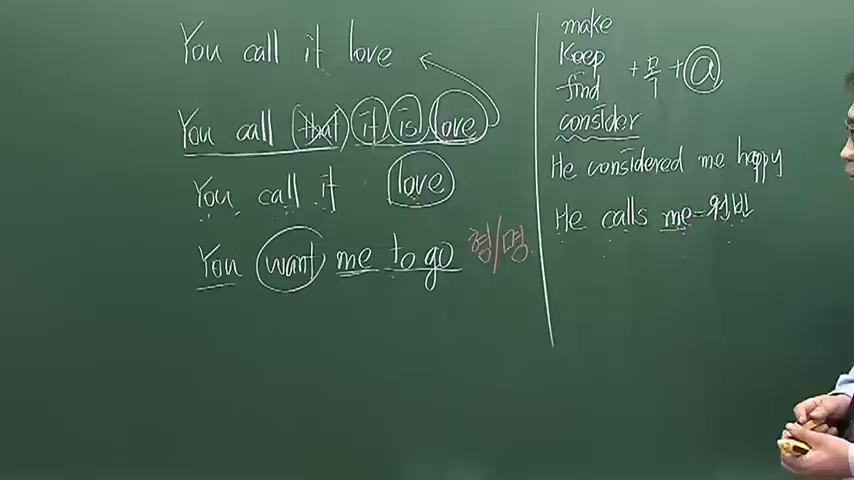 You call it love
You call (that) it is love
You call it love
You want me to go 형/명
make
keep
find +목+ⓐ
consider
He considered me happy
He calls me=원빈